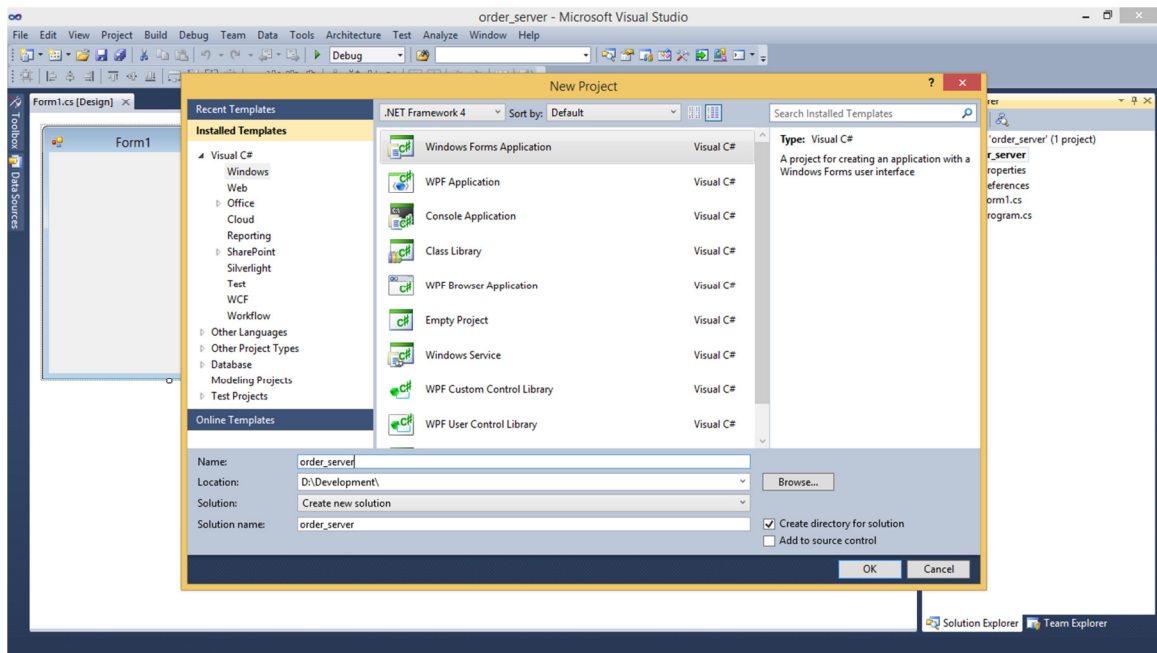 order_server - Microsoft Visual Studio
File Edit View Project Build Debug Team Data Tools Architecture Test Analyze Window Help
Debug
Form1.cs [Design]
Toolbox
Data Sources
Form1
New Project
Recent Templates
Installed Templates
Visual C#
Windows
Web
Office
Cloud
Reporting
SharePoint
Silverlight
Test
WCF
Workflow
Other Languages
Other Project Types
Database
Modeling Projects
Test Projects
Online Templates
.NET Framework 4 Sort by: Default
Search Installed Templates
Windows Forms Application Visual C#
WPF Application Visual C#
Console Application Visual C#
Class Library Visual C#
WPF Browser Application Visual C#
Empty Project Visual C#
Windows Service Visual C#
WPF Custom Control Library Visual C#
WPF User Control Library Visual C#
Type: Visual C#
A project for creating an application with a
Windows Forms user interface
Name: order_server
Location: D:\Development\ Browse...
Solution: Create new solution
Solution name: order_server
Create directory for solution
Add to source control
OK Cancel
rer
'order_server' (1 project)
r_server
roperties
eferences
orm1.cs
rogram.cs
Solution Explorer Team Explorer